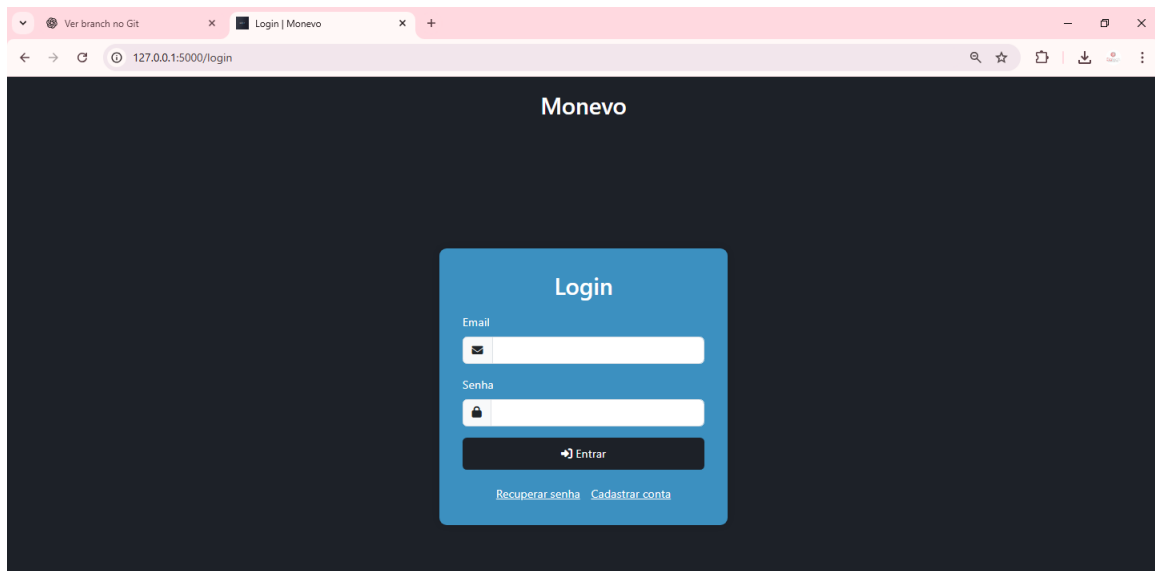 Ver branch no Git
Login | Monevo
127.0.0.1:5000/login
Monevo
Login
Email
Senha
Entrar
Recuperar senha Cadastrar conta